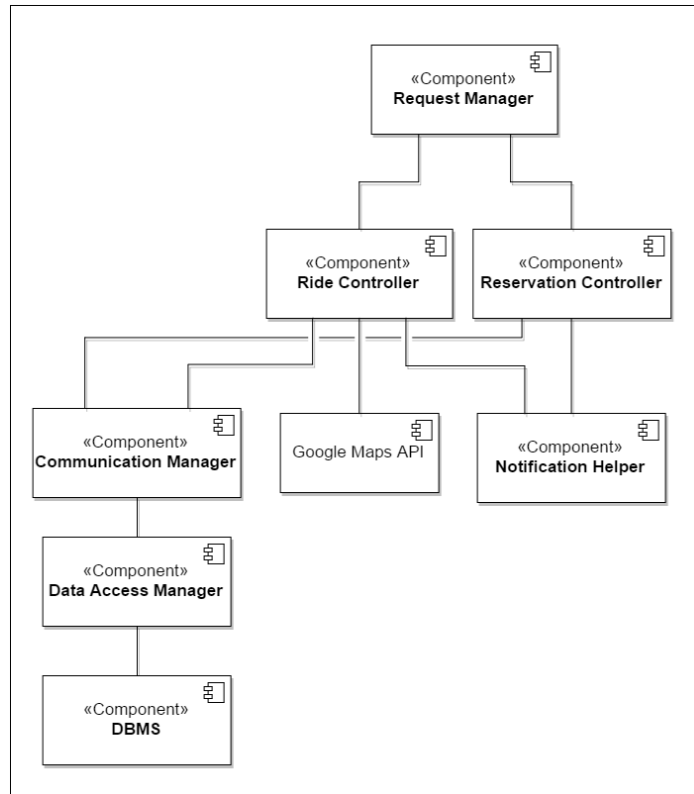 «Component»
Request Manager
«Component»
Ride Controller
«Component»
Reservation Controller
«Component»
Communication Manager
Google Maps API
«Component»
Notification Helper
«Component»
Data Access Manager
«Component»
DBMS